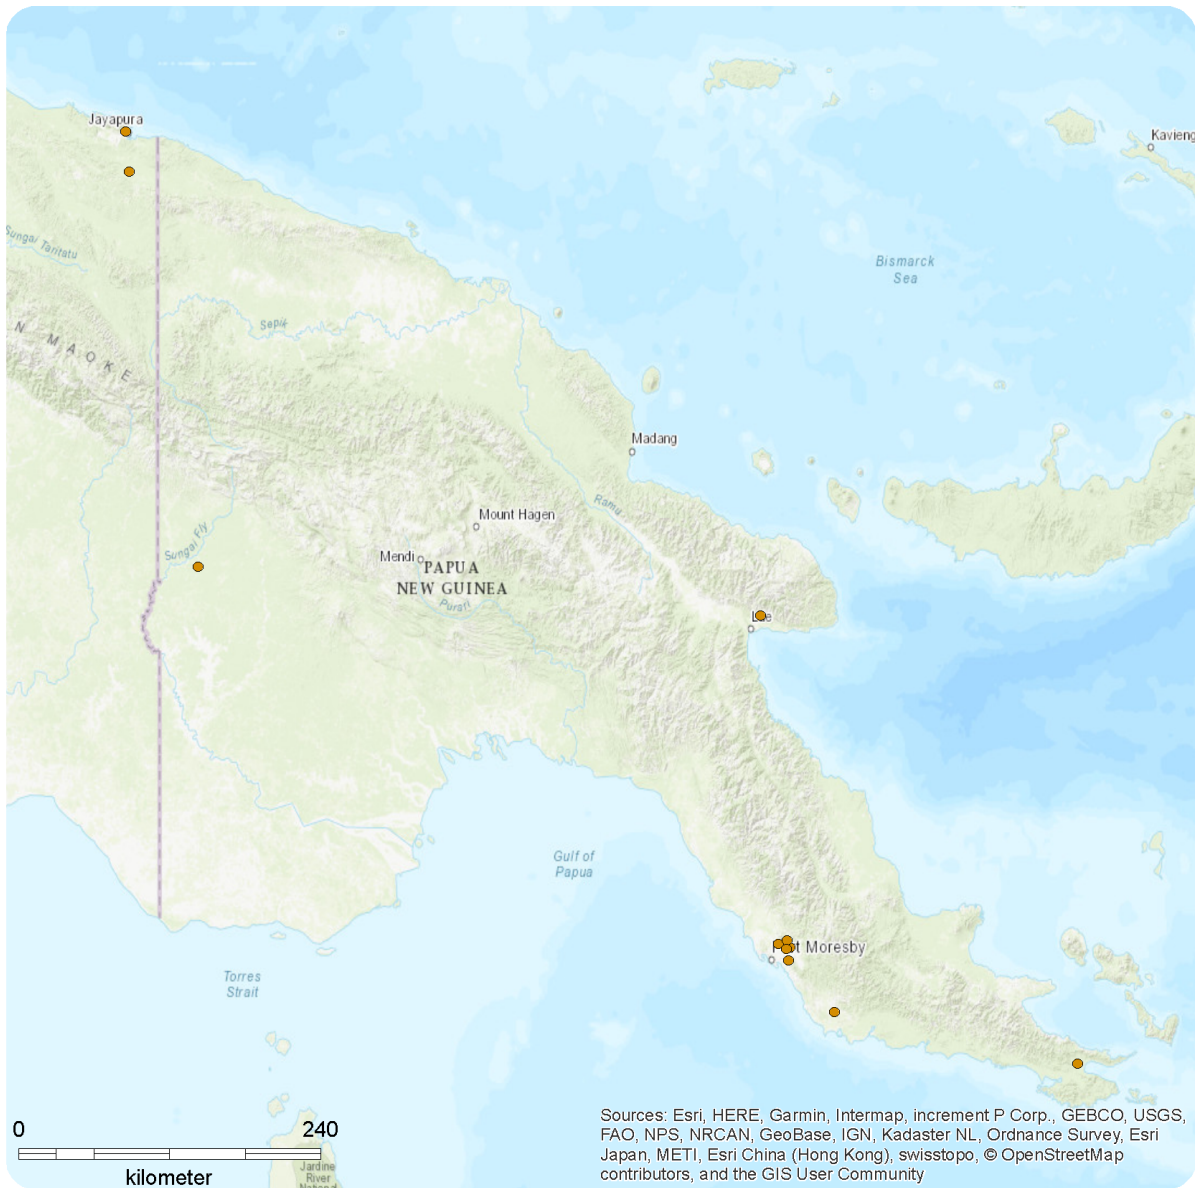 Jayapura
Kavieng
Sungai Taritatu
Bismarck
Sea
Sepik
N MAOKE
Madang
Ramu
Mount Hagen
Sungai Fly
Mendi
PAPUA
NEW GUINEA
Purari
Gulf of
Papua
Moresby
Torres
Strait
0 240
kilometer
Jardine
River
Sources: Esri, HERE, Garmin, Intermap, increment P Corp., GEBCO, USGS,
FAO, NPS, NRCAN, GeoBase, IGN, Kadaster NL, Ordnance Survey, Esri
Japan, METI, Esri China (Hong Kong), swisstopo, © OpenStreetMap
contributors, and the GIS User Community